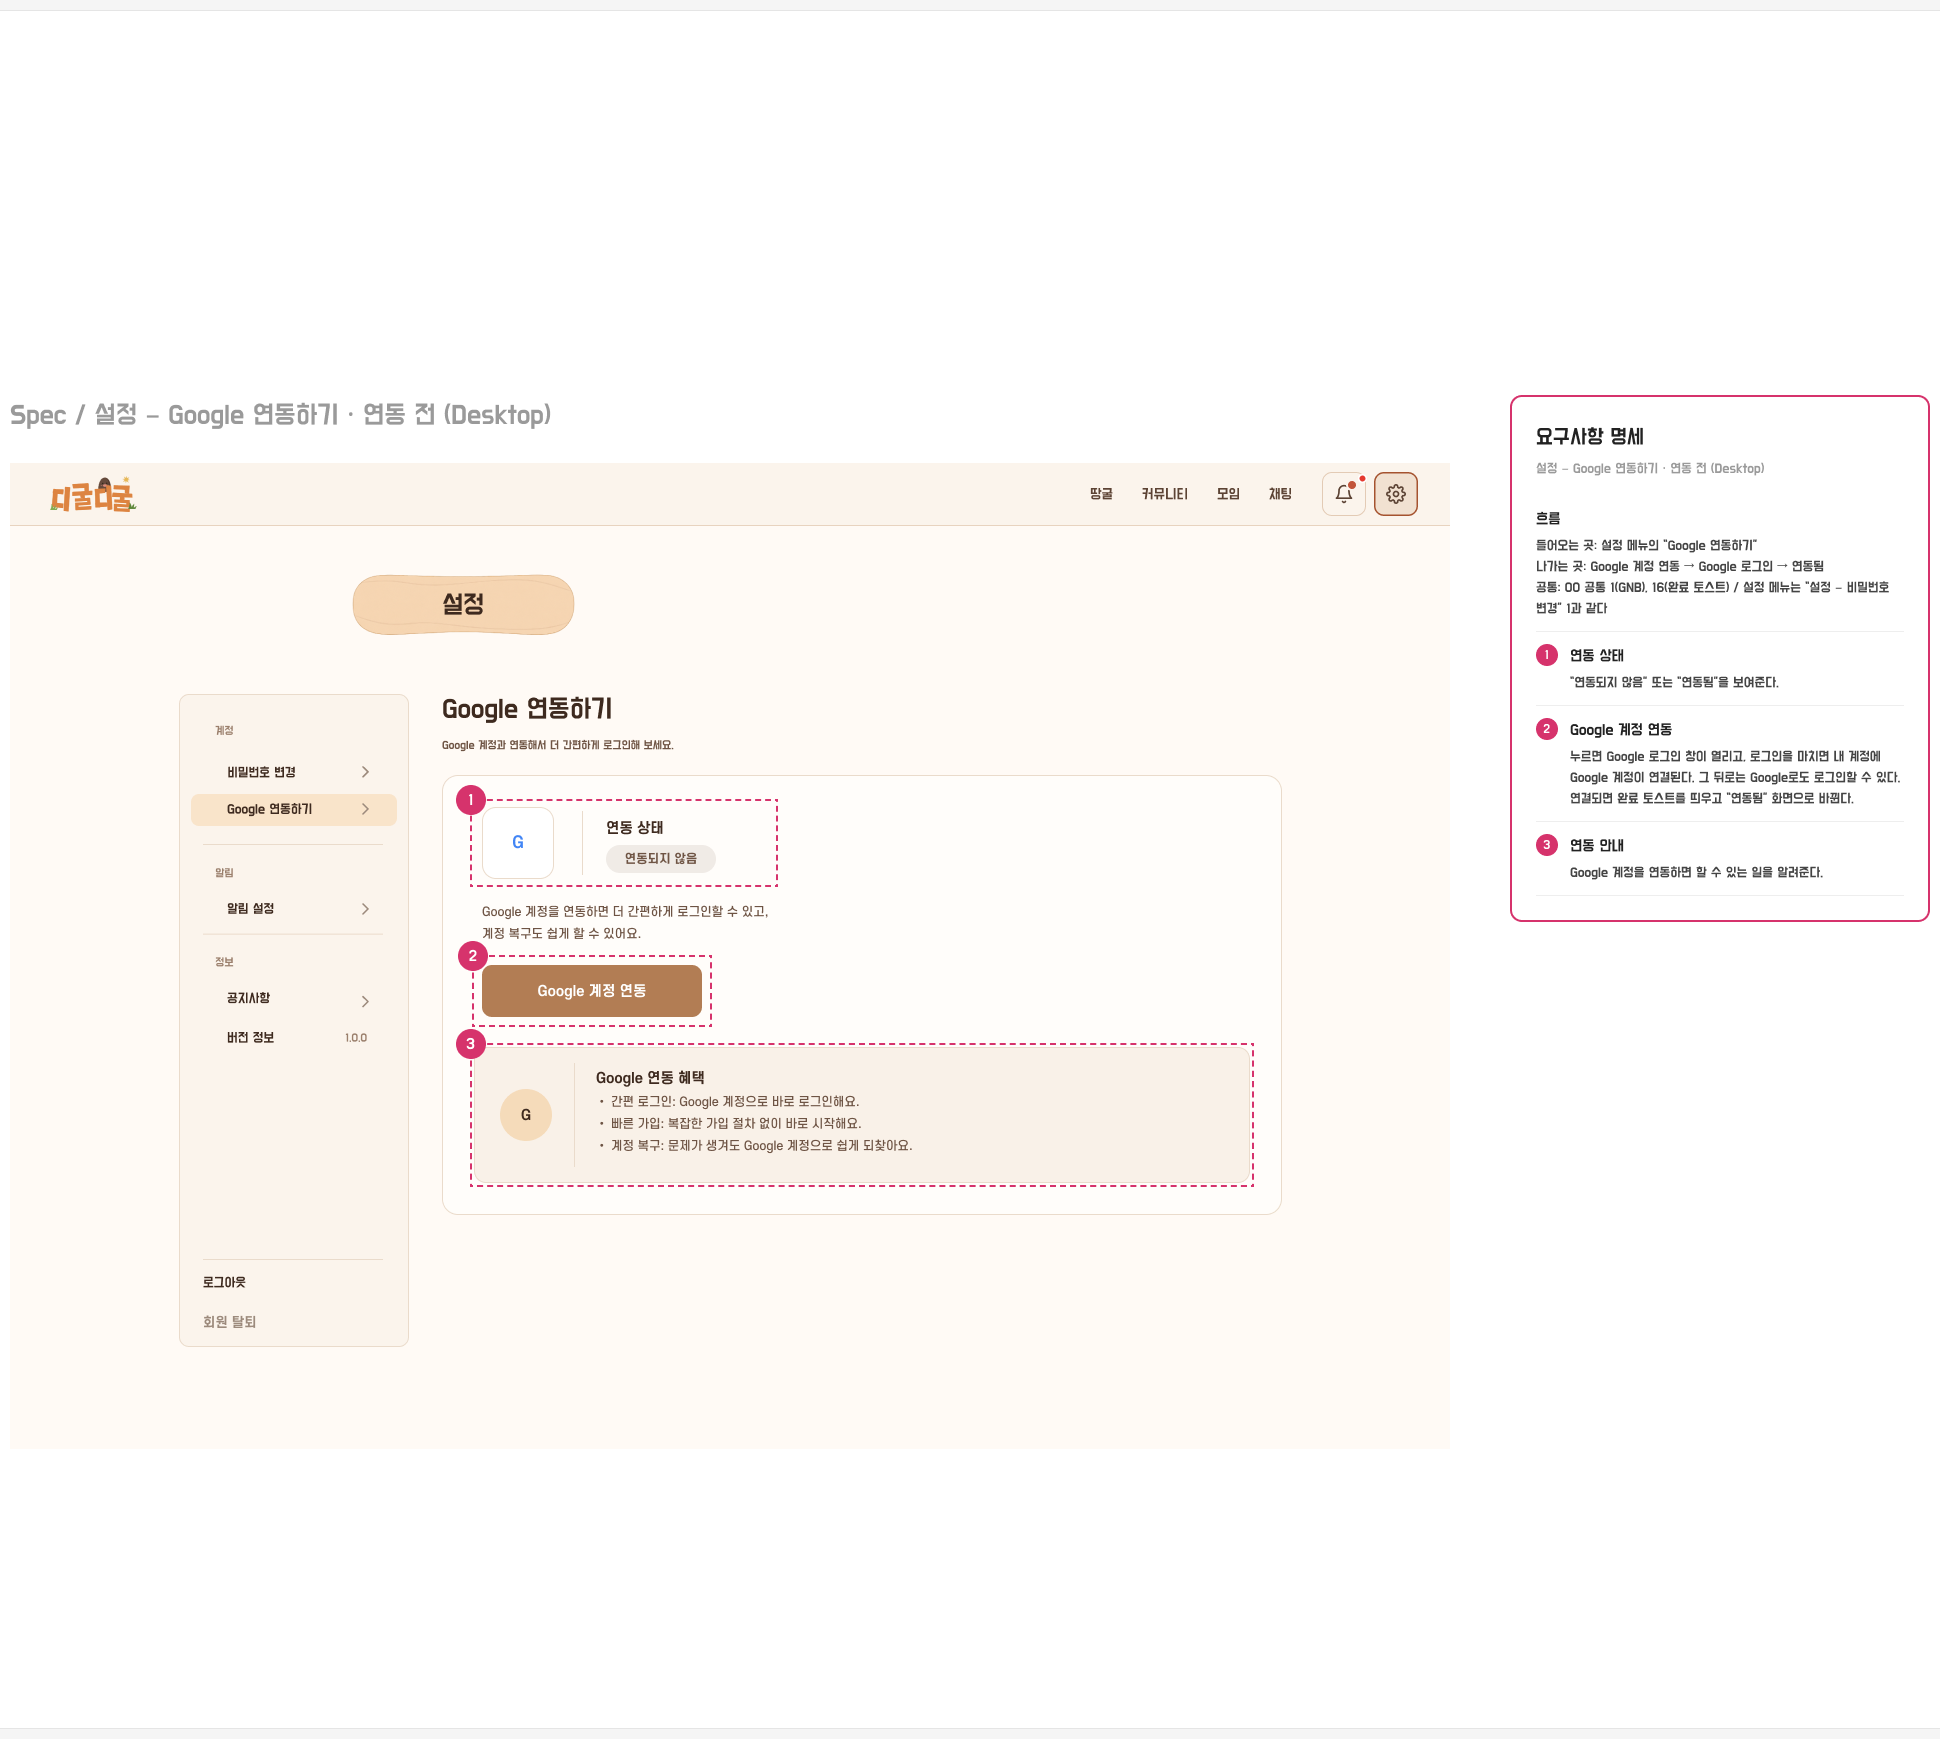 Spec / 설정 – Google 연동하기 · 연동 전 (Desktop)
디굴디굴
땅굴
커뮤니티
모임
채팅
설정
계정
비밀번호 변경
Google 연동하기
알림
알림 설정
정보
공지사항
버전 정보
1.0.0
로그아웃
회원 탈퇴
Google 연동하기
Google 계정과 연동해서 더 간편하게 로그인해 보세요.
1
G
연동 상태
연동되지 않음
Google 계정을 연동하면 더 간편하게 로그인할 수 있고,
계정 복구도 쉽게 할 수 있어요.
2
Google 계정 연동
3
G
Google 연동 혜택
• 간편 로그인: Google 계정으로 바로 로그인해요.
• 빠른 가입: 복잡한 가입 절차 없이 바로 시작해요.
• 계정 복구: 문제가 생겨도 Google 계정으로 쉽게 되찾아요.
요구사항 명세
설정 – Google 연동하기 · 연동 전 (Desktop)
흐름
들어오는 곳: 설정 메뉴의 "Google 연동하기"
나가는 곳: Google 계정 연동 → Google 로그인 → 연동됨
공통: 00 공통 1(GNB), 16(완료 토스트) / 설정 메뉴는 "설정 – 비밀번호
변경" 1과 같다
1 연동 상태
"연동되지 않음" 또는 "연동됨"을 보여준다.
2 Google 계정 연동
누르면 Google 로그인 창이 열리고, 로그인을 마치면 내 계정에
Google 계정이 연결된다. 그 뒤로는 Google로도 로그인할 수 있다.
연결되면 완료 토스트를 띄우고 "연동됨" 화면으로 바뀐다.
3 연동 안내
Google 계정을 연동하면 할 수 있는 일을 알려준다.